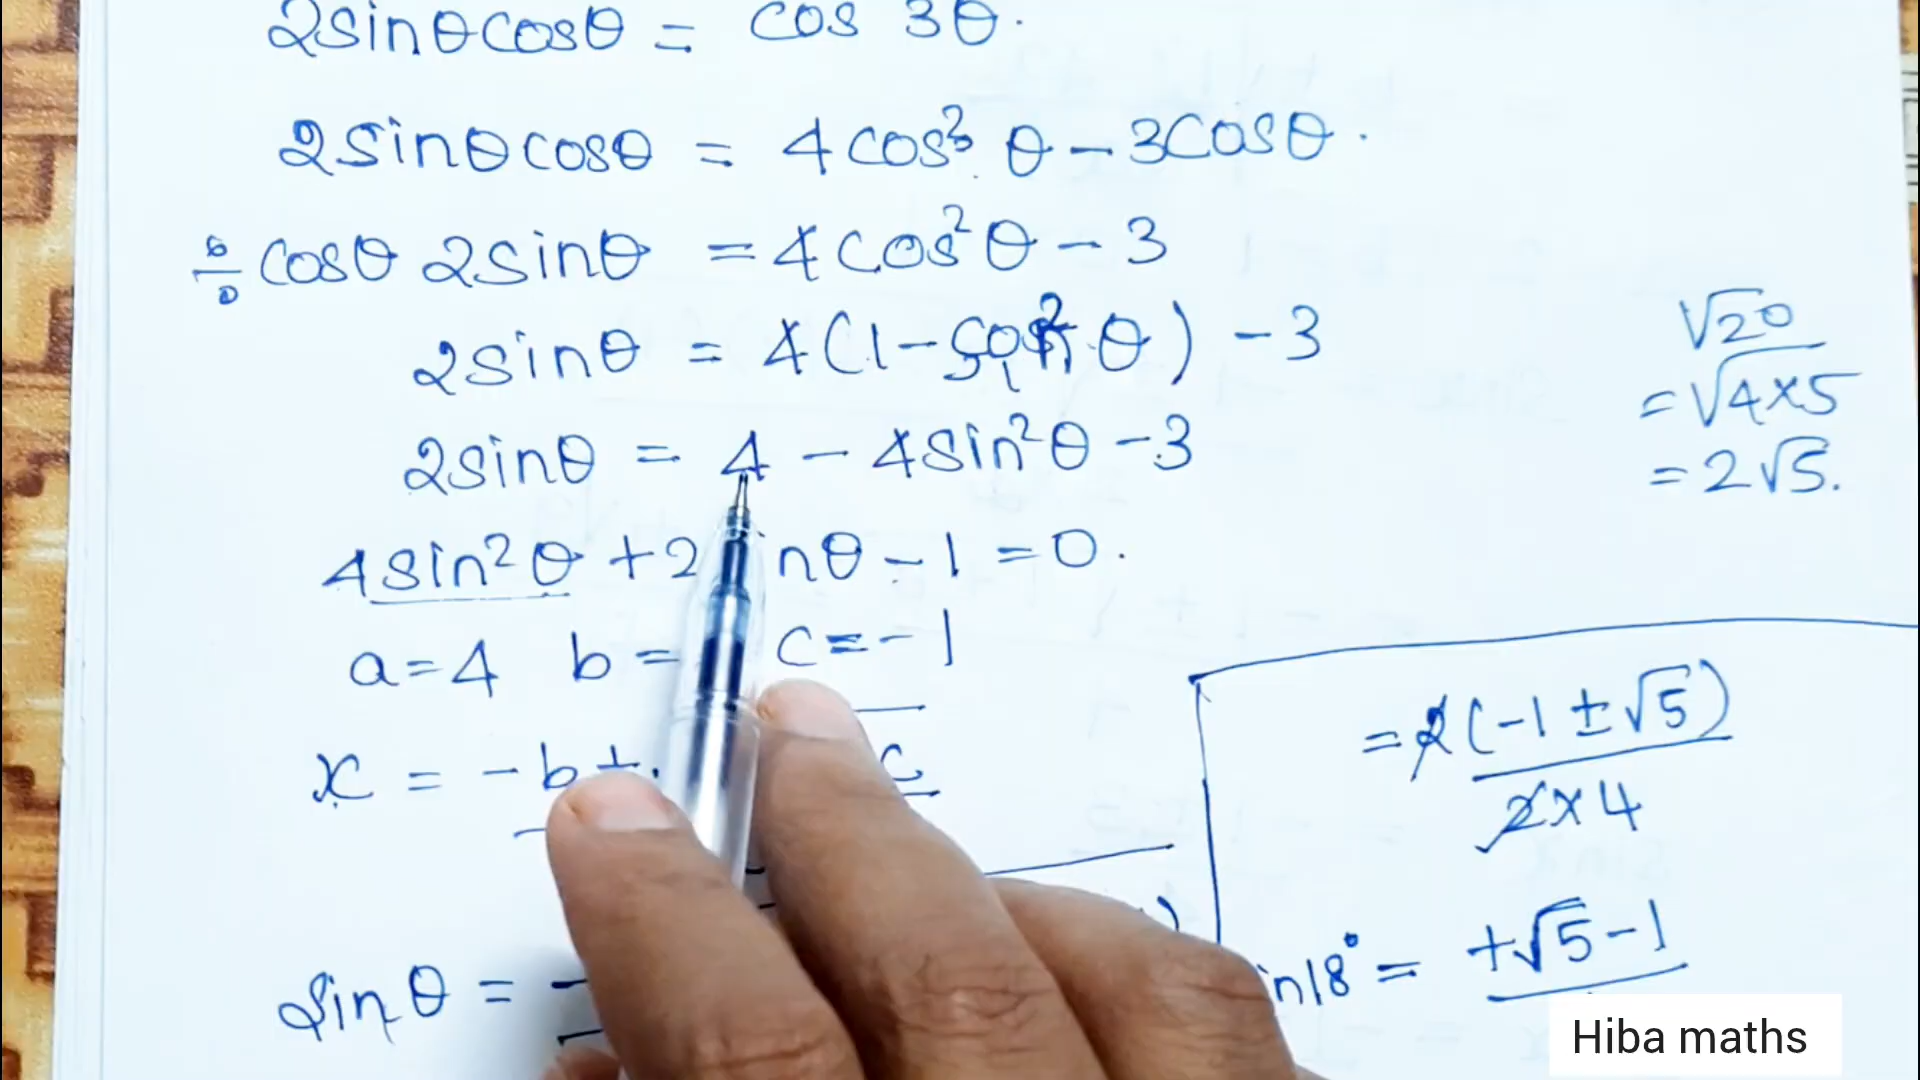 2sinθcosθ = cos 3θ.
2sinθcosθ = 4cos³ θ - 3cosθ.
÷ cosθ 2sinθ = 4cos²θ - 3
2sinθ = 4(1 - sin²θ) - 3
2sinθ = 4 - 4sin²θ - 3
4sin²θ + 2 nθ - 1 = 0.
a = 4 b = c = -1
x = -b ± c
sinθ = -
√20
= √4×5
= 2√5.
= 2(-1 ± √5)
2×4
in18° = +√5 - 1
Hiba maths